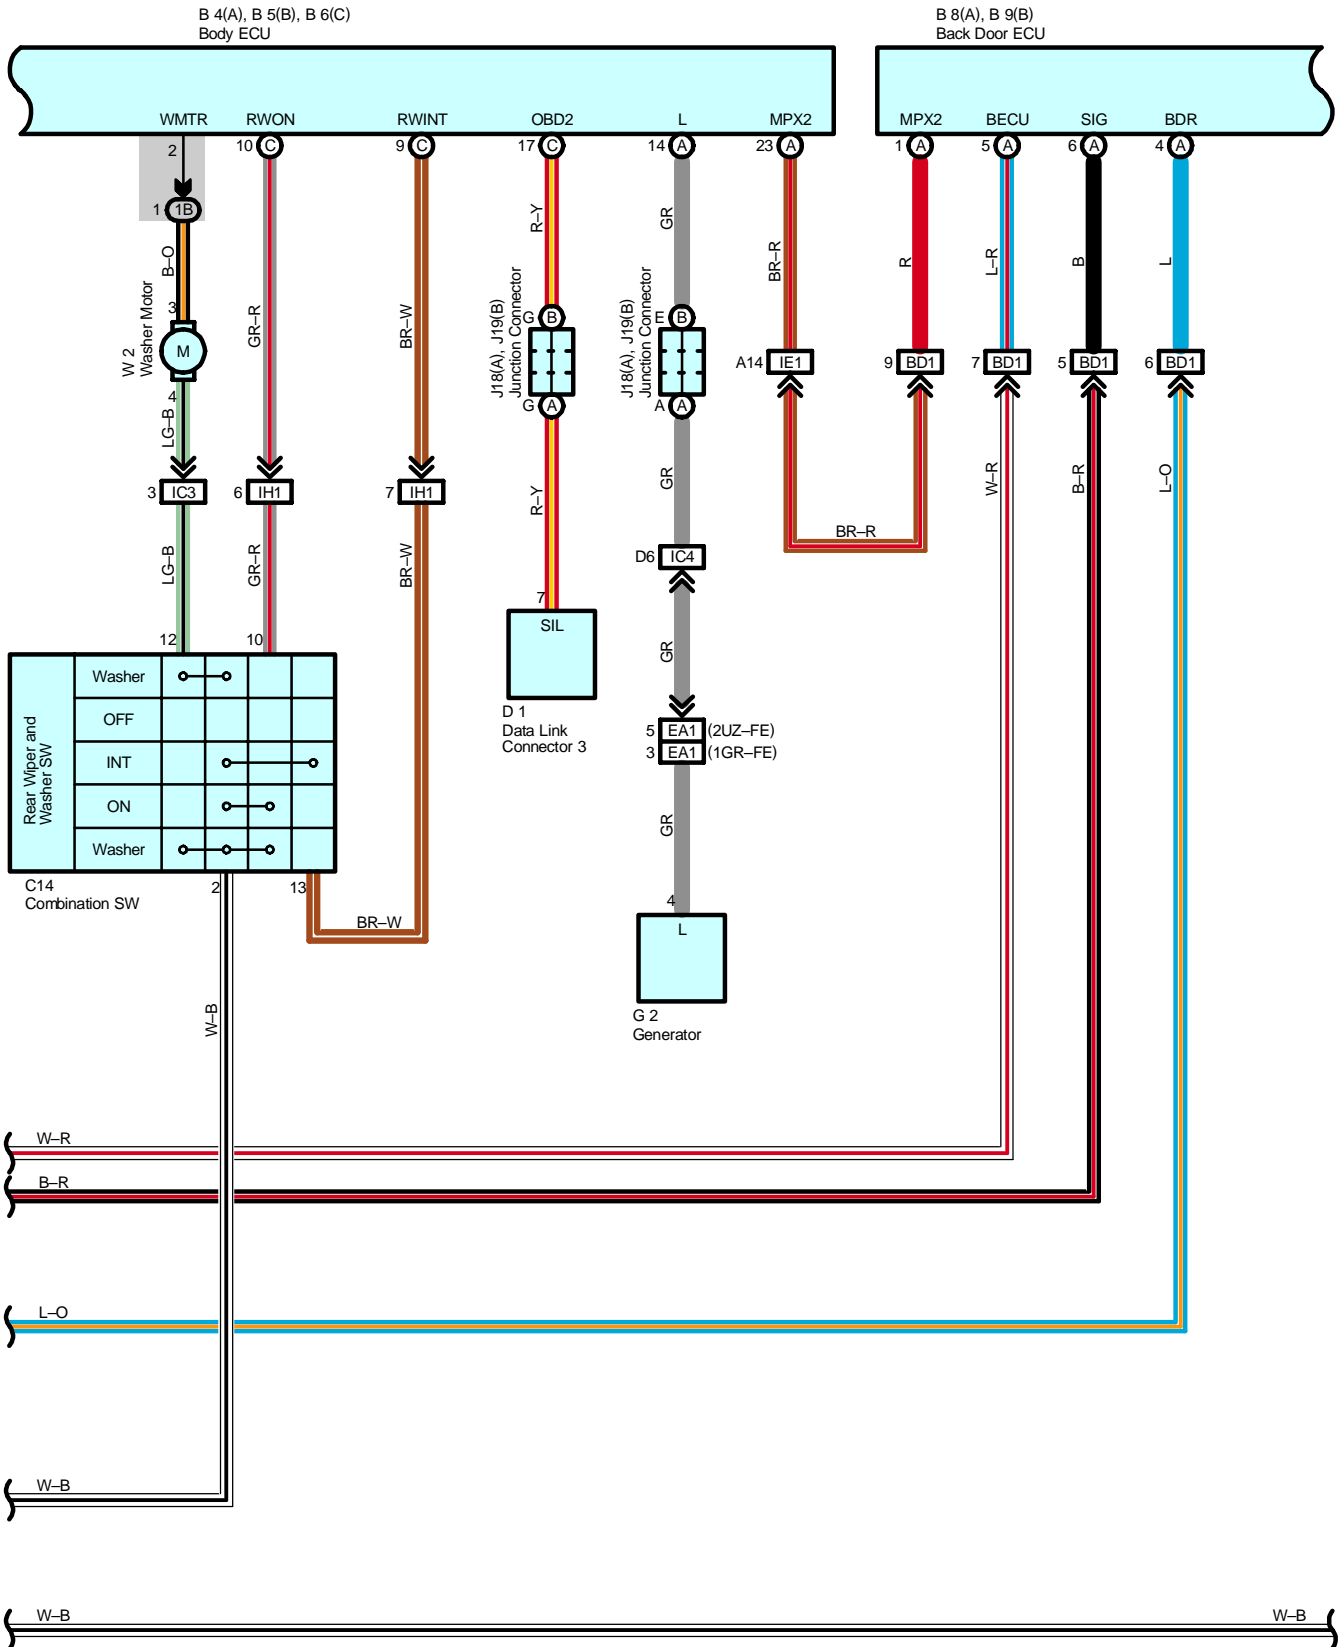 B 4(A), B 5(B), B 6(C)
Body ECU
B 8(A), B 9(B)
Back Door ECU
WMTR
RWON
RWINT
OBD2
L
MPX2
MPX2
BECU
SIG
BDR
2
10 C
9 C
17 C
14 A
23 A
1 A
5 A
6 A
4 A
1 1B
B–O
GR–R
BR–W
R–Y
GR
BR–R
R
L–R
B
L
W 2
Washer Motor
3
M
4
G B
J18(A), J19(B)
Junction Connector
G A
E B
J18(A), J19(B)
Junction Connector
A A
A14 IE1
9 BD1
7 BD1
5 BD1
6 BD1
LG–B
3 IC3
6 IH1
7 IH1
R–Y
GR
W–R
B–R
L–O
BR–R
LG–B
GR–R
BR–W
D6 IC4
7
SIL
D 1
Data Link
Connector 3
GR
5 EA1 (2UZ–FE)
3 EA1 (1GR–FE)
12
10
Rear Wiper and
Washer SW
Washer
OFF
INT
ON
Washer
C14
Combination SW
2
13
BR–W
GR
4
L
G 2
Generator
W–B
W–R
B–R
L–O
W–B
W–B
W–B